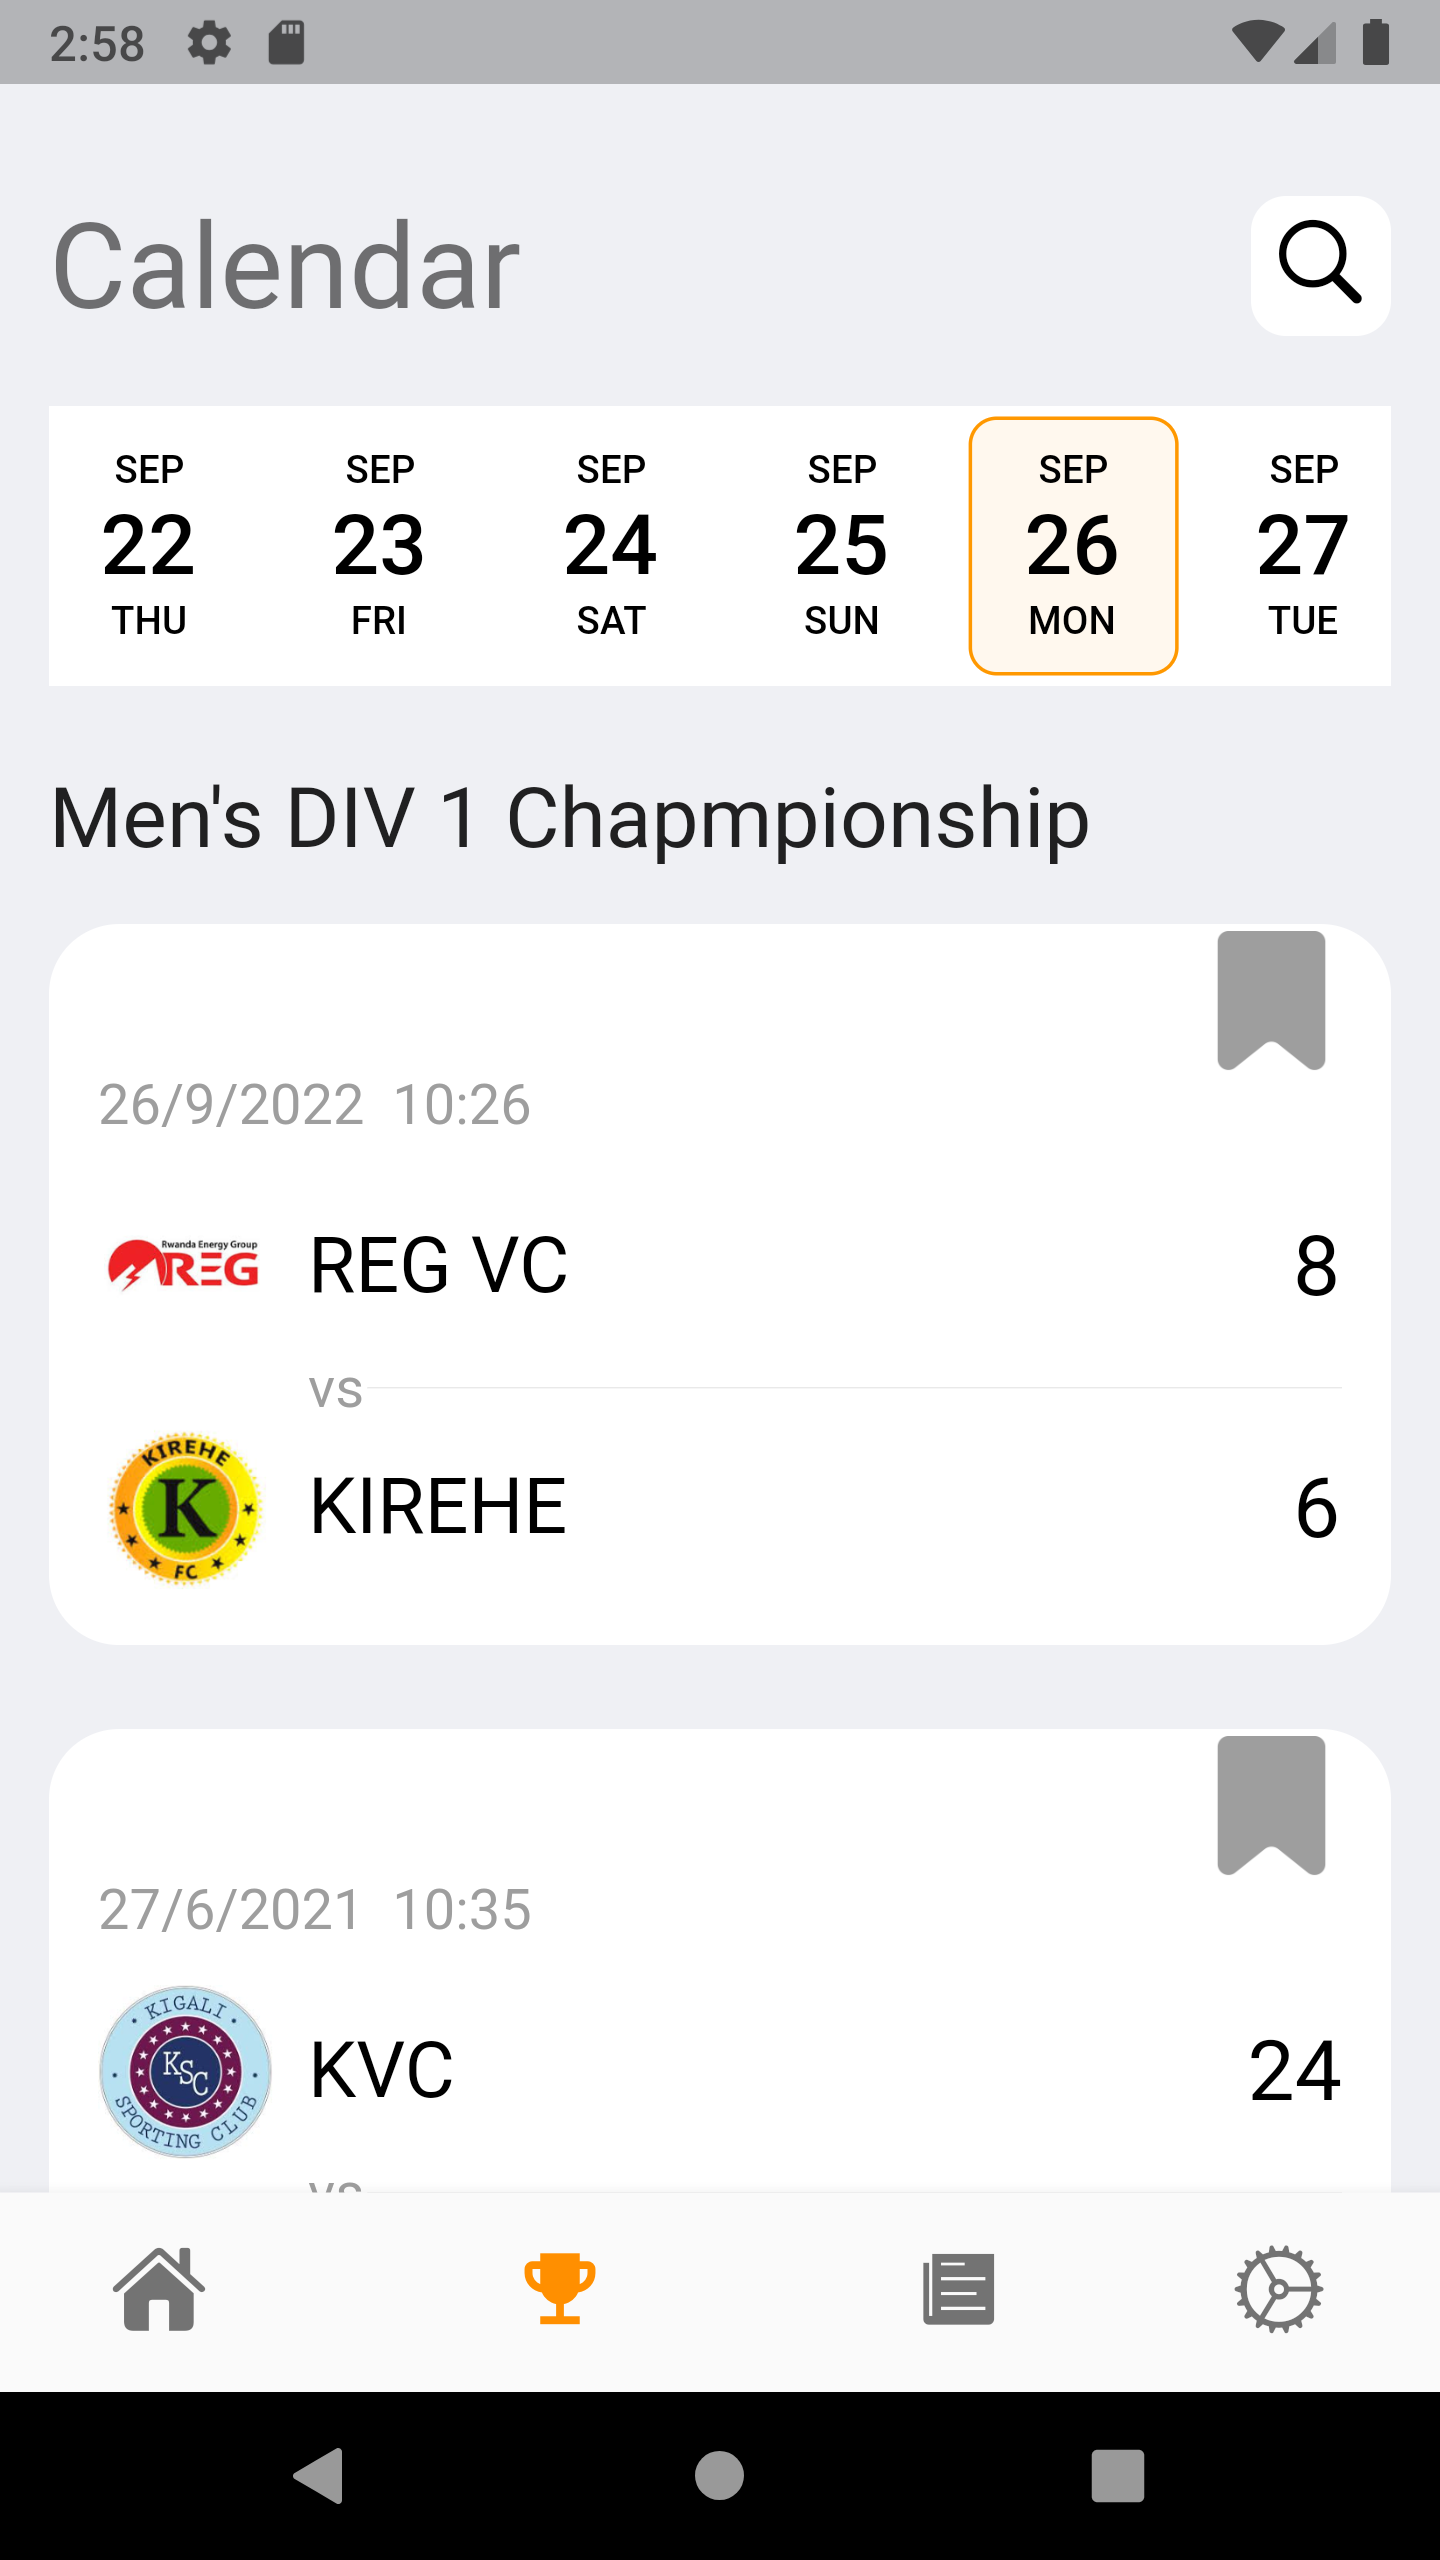 2:58
Calendar
SEP SEP SEP SEP SEP SEP
22 23 24 25 26 27
THU FRI SAT SUN MON TUE
Men's DIV 1 Chapmpionship
26/9/2022 10:26
Rwanda Energy Group
REG
REG VC 8
vs
KIREHE
K
FC
KIREHE 6
27/6/2021 10:35
KIGALI
KSC
SPORTING CLUB
KVC 24
vs